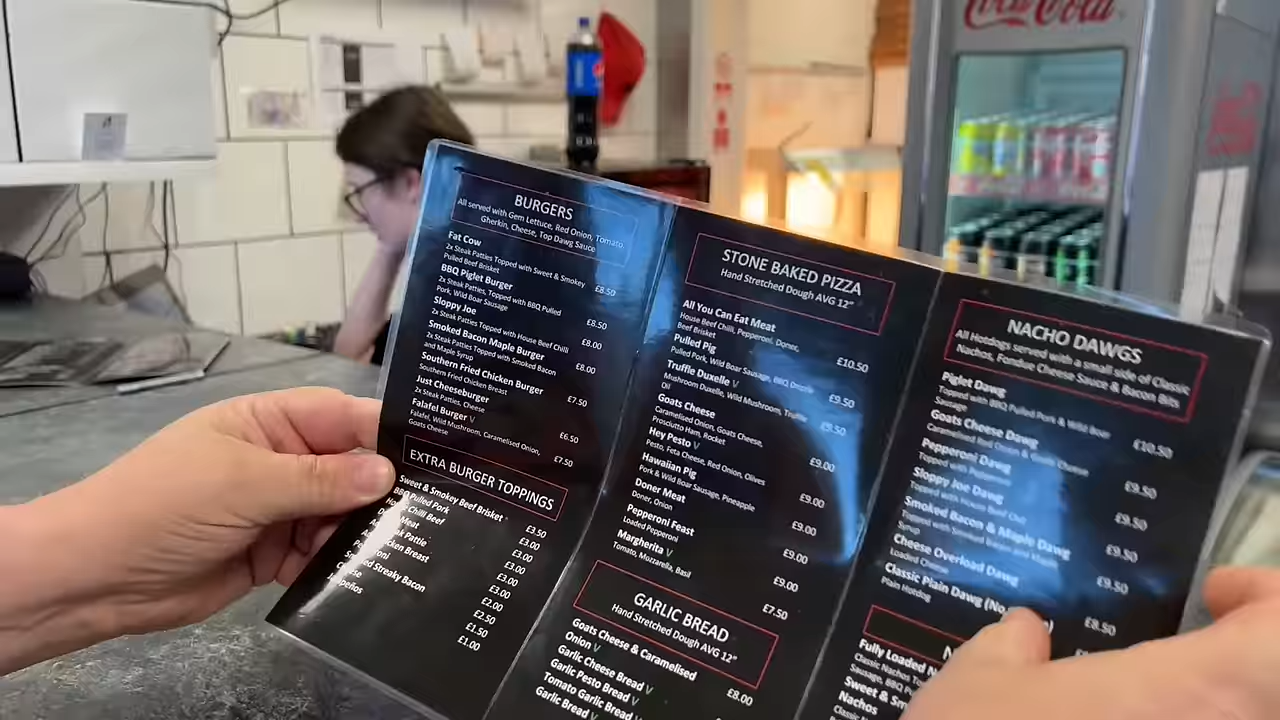 Coca-Cola
BURGERS
All served with Gem Lettuce, Red Onion, Tomato,
Gherkin, Cheese, Top Dawg Sauce
Fat Cow
2x Steak Patties Topped with Sweet & Smokey
Pulled Beef Brisket
£8.50
BBQ Piglet Burger
2x Steak Patties, Topped with BBQ Pulled
Pork, Wild Boar Sausage
£8.50
Sloppy Joe
2x Steak Patties Topped with House Beef Chilli
£8.00
Smoked Bacon Maple Burger
2x Steak Patties Topped with Smoked Bacon
and Maple Syrup
£8.00
Southern Fried Chicken Burger
Southern Fried Chicken Breast
£7.50
Just Cheeseburger
2x Steak Patties, Cheese
£6.50
Falafel Burger V
Falafel, Wild Mushroom, Caramelised Onion,
Goats Cheese
£7.50
EXTRA BURGER TOPPINGS
Sweet & Smokey Beef Brisket
£3.50
BBQ Pulled Pork
£3.00
Chilli Beef
£3.00
Meat
£3.00
Pattie
£3.00
Chicken Breast
£3.00
£2.00
Streaky Bacon
£2.50
Cheese
£1.50
£1.00
STONE BAKED PIZZA
Hand Stretched Dough AVG 12"
All You Can Eat Meat
House Beef Chilli, Pepperoni, Doner,
Beef Brisket
£10.50
Pulled Pig
Pulled Pork, Wild Boar Sausage, BBQ Drizzle
£9.50
Truffle Duxelle V
Mushroom Duxelle, Wild Mushroom, Truffle
Oil
£9.50
Goats Cheese
Caramelised Onion, Goats Cheese,
Prosciutto Ham, Rocket
£9.00
Hey Pesto V
Pesto, Feta Cheese, Red Onion, Olives
£9.00
Hawaiian Pig
Pork & Wild Boar Sausage, Pineapple
£9.00
Doner Meat
Doner, Onion
£9.00
Pepperoni Feast
Loaded Pepperoni
£9.00
Margherita V
Tomato, Mozzarella, Basil
£7.50
GARLIC BREAD
Hand Stretched Dough AVG 12"
Goats Cheese & Caramelised
Onion V
£8.00
Garlic Cheese Bread V
Garlic Pesto Bread V
Tomato Garlic Bread V
Garlic Bread V
NACHO DAWGS
All Hotdogs served with a small side of Classic
Nachos, Fondue Cheese Sauce & Bacon Bits
Piglet Dawg
Topped with BBQ Pulled Pork & Wild Boar
Sausage
£10.50
Goats Cheese Dawg
Caramelised Red Onion & Goats Cheese
£9.50
Pepperoni Dawg
Topped with Pepperoni
£9.50
Sloppy Joe Dawg
Topped with House Beef Chilli
£9.50
Smoked Bacon & Maple Dawg
Topped with Smoked Bacon and Maple
Syrup
£9.50
Cheese Overload Dawg
Loaded Cheese
£8.50
Classic Plain Dawg (No
Plain Hotdog
Fully Loaded
Classic Nachos
Sausage, BBQ
Sweet &
Nachos
Classic